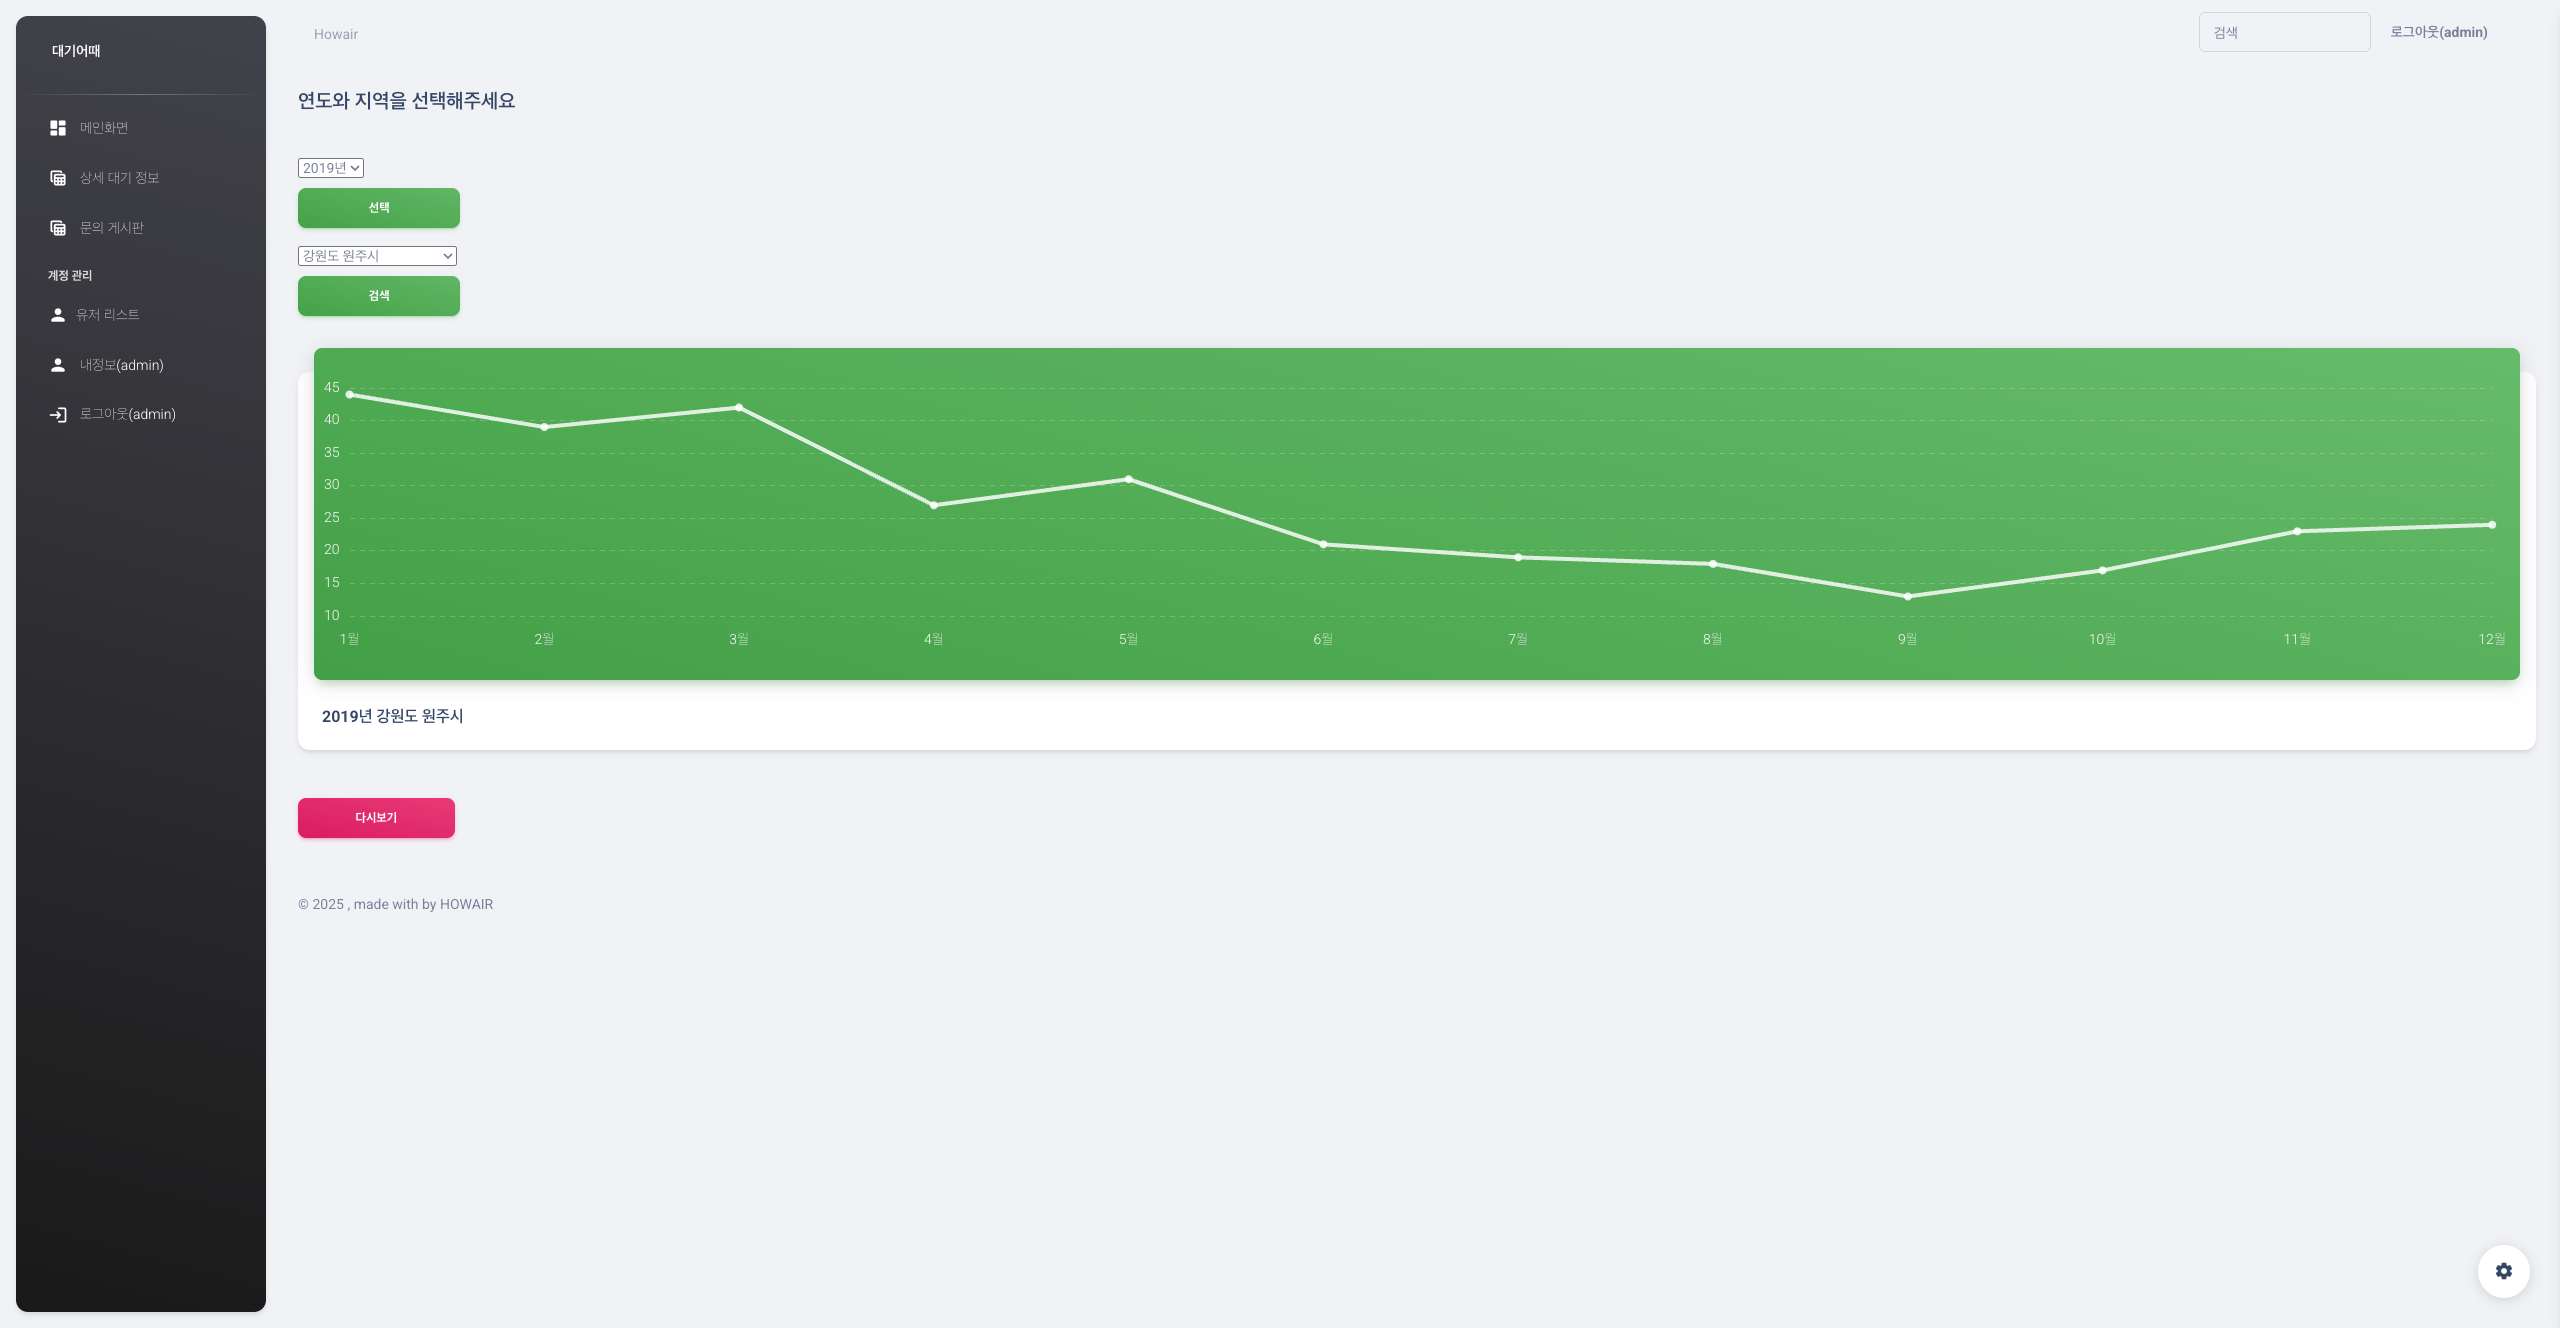 대기어때
메인화면
상세 대기 정보
문의 게시판
계정 관리
유저 리스트
내정보(admin)
로그아웃(admin)
Howair
검색
로그아웃(admin)
연도와 지역을 선택해주세요
2019년
선택
강원도 원주시
검색
45
40
35
30
25
20
15
10
1월 2월 3월 4월 5월 6월 7월 8월 9월 10월 11월 12월
2019년 강원도 원주시
다시보기
© 2025 , made with by HOWAIR